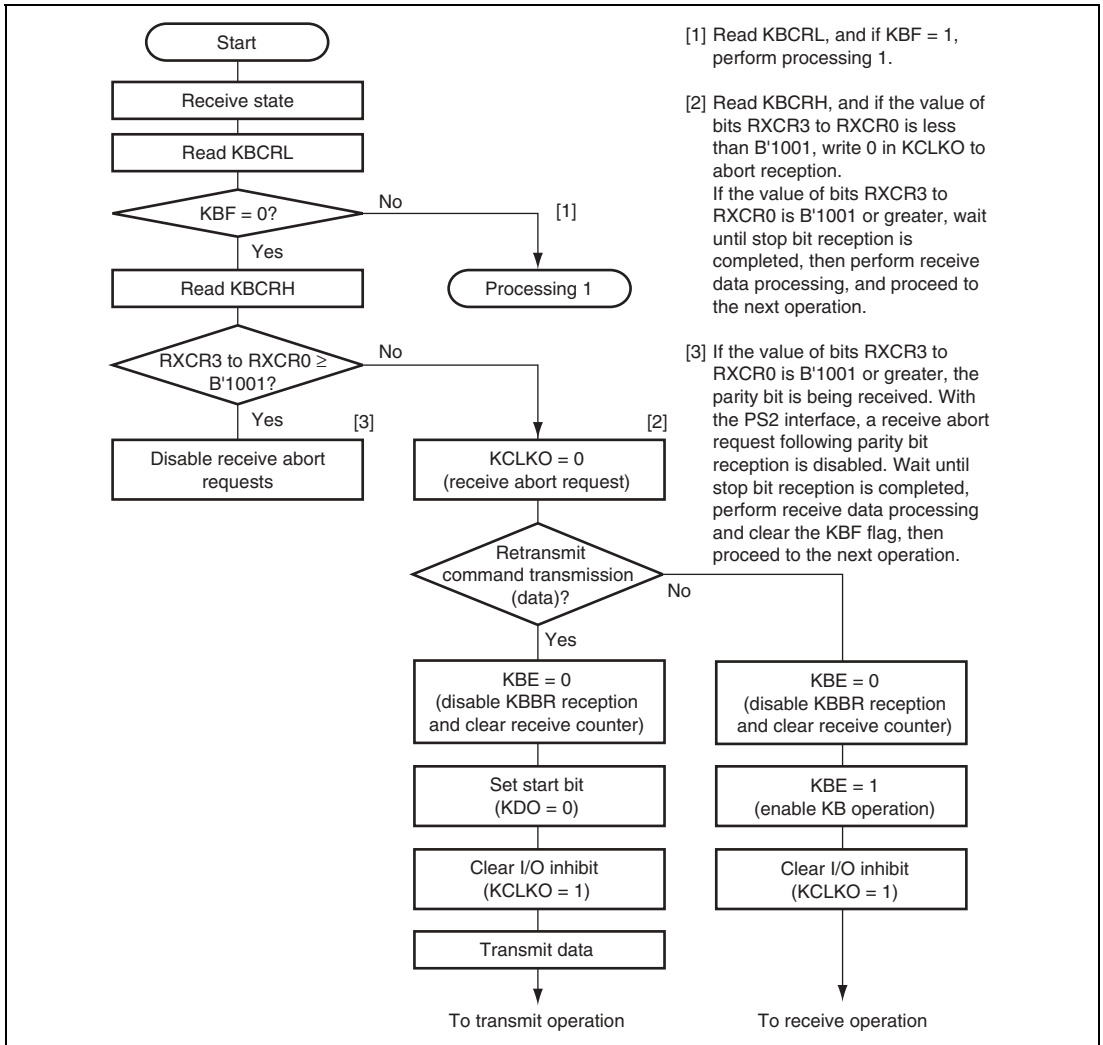 Start
Receive state
Read KBCRL
KBF = 0?
No
[1]
Yes
Processing 1
Read KBCRH
RXCR3 to RXCR0 ≥
B'1001?
No
Yes
[3]
[2]
Disable receive abort
requests
KCLKO = 0
(receive abort request)
Retransmit
command transmission
(data)?
No
Yes
KBE = 0
(disable KBBR reception
and clear receive counter)
Set start bit
(KDO = 0)
Clear I/O inhibit
(KCLKO = 1)
Transmit data
To transmit operation
KBE = 0
(disable KBBR reception
and clear receive counter)
KBE = 1
(enable KB operation)
Clear I/O inhibit
(KCLKO = 1)
To receive operation
[1] Read KBCRL, and if KBF = 1,
perform processing 1.
[2] Read KBCRH, and if the value of
bits RXCR3 to RXCR0 is less
than B'1001, write 0 in KCLKO to
abort reception.
If the value of bits RXCR3 to
RXCR0 is B'1001 or greater, wait
until stop bit reception is
completed, then perform receive
data processing, and proceed to
the next operation.
[3] If the value of bits RXCR3 to
RXCR0 is B'1001 or greater, the
parity bit is being received. With
the PS2 interface, a receive abort
request following parity bit
reception is disabled. Wait until
stop bit reception is completed,
perform receive data processing
and clear the KBF flag, then
proceed to the next operation.